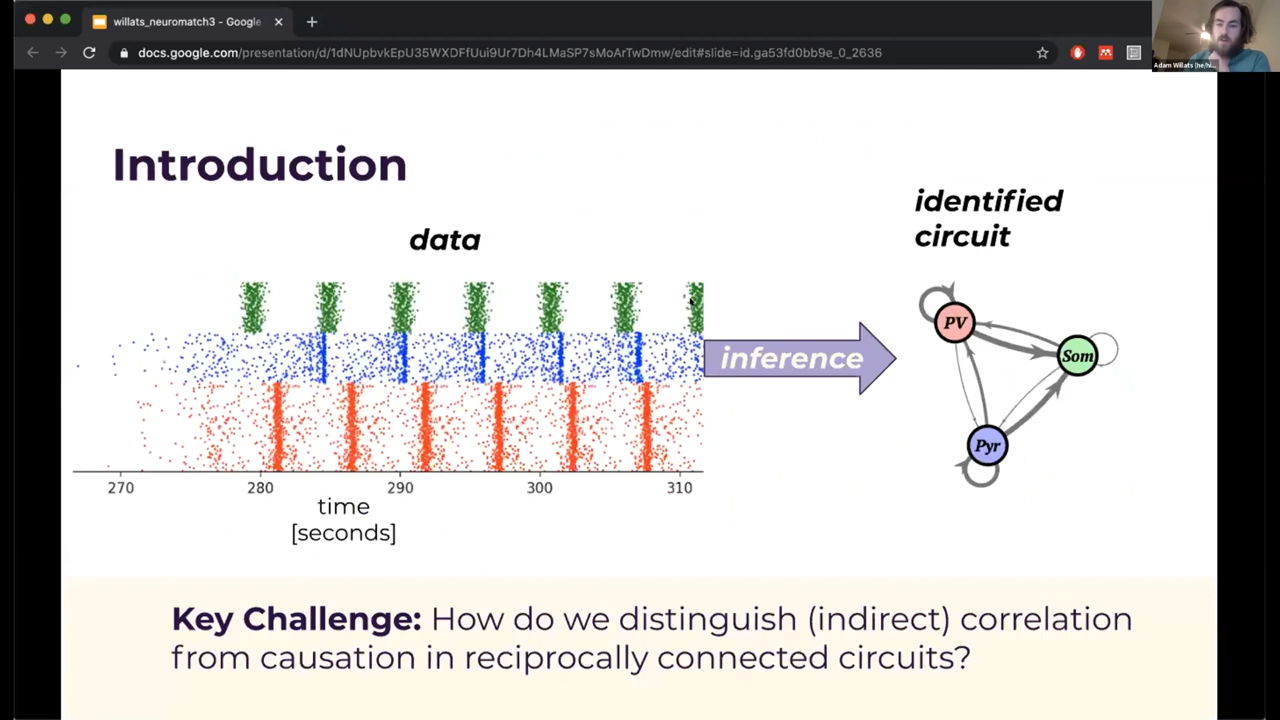 willats_neuromatch3 - Google
docs.google.com/presentation/d/1dNUpbvkEpU35WXDFfUui9Ur7Dh4LMaSP7sMoArTwDmw/edit#slide=id.ga53fd0bb9e_0_2636
Adam Willats (he/hi...
Introduction
data
identified
circuit
inference
PV
Som
Pyr
270 280 290 300 310
time
[seconds]
Key Challenge: How do we distinguish (indirect) correlation
from causation in reciprocally connected circuits?